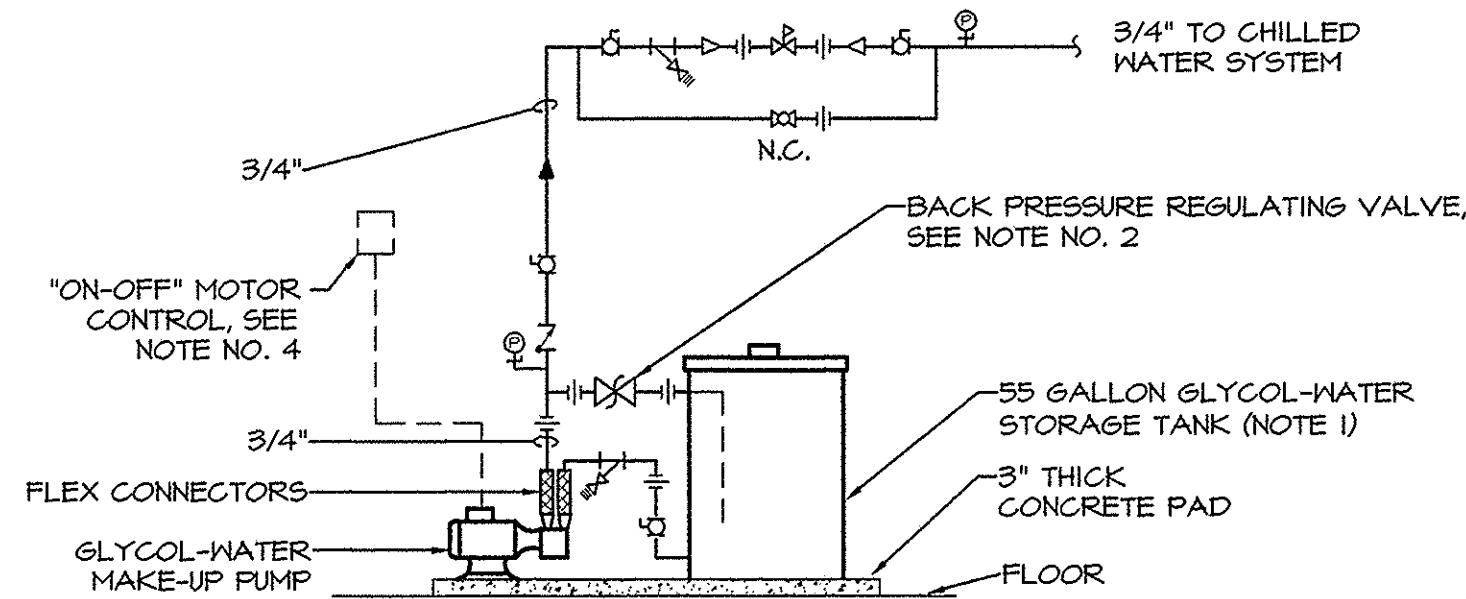 P
3/4" TO CHILLED
WATER SYSTEM
N.C.
3/4"
BACK PRESSURE REGULATING VALVE,
SEE NOTE NO. 2
"ON-OFF" MOTOR
CONTROL, SEE
NOTE NO. 4
P
55 GALLON GLYCOL-WATER
STORAGE TANK (NOTE 1)
3/4"
FLEX CONNECTORS
3" THICK
CONCRETE PAD
GLYCOL-WATER
MAKE-UP PUMP
FLOOR